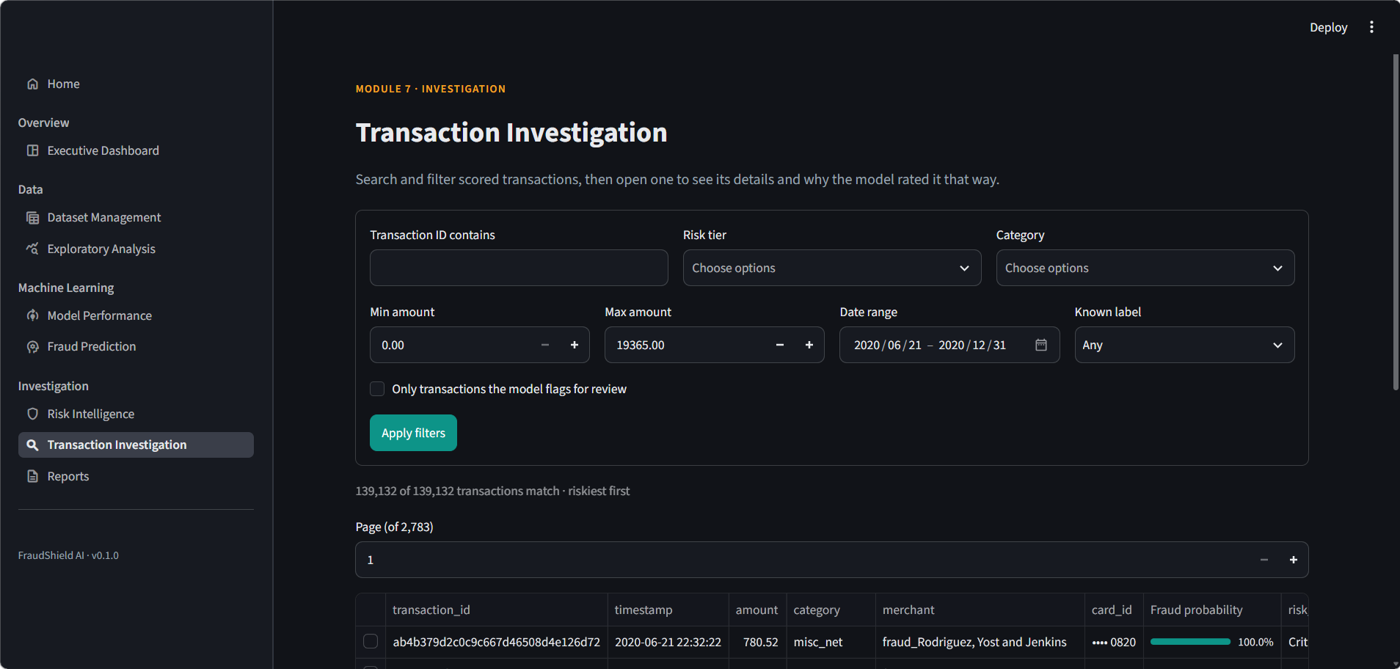 Deploy
Home
Overview
Executive Dashboard
Data
Dataset Management
Exploratory Analysis
Machine Learning
Model Performance
Fraud Prediction
Investigation
Risk Intelligence
Transaction Investigation
Reports
FraudShield AI · v0.1.0
MODULE 7 · INVESTIGATION
Transaction Investigation
Search and filter scored transactions, then open one to see its details and why the model rated it that way.
Transaction ID contains Risk tier Category
Choose options Choose options
Min amount Max amount Date range Known label
0.00 19365.00 2020/06/21 – 2020/12/31 Any
Only transactions the model flags for review
Apply filters
139,132 of 139,132 transactions match · riskiest first
Page (of 2,783)
1
transaction_id timestamp amount category merchant card_id Fraud probability risk
ab4b379d2c0c9c667d46508d4e126d72 2020-06-21 22:32:22 780.52 misc_net fraud_Rodriguez, Yost and Jenkins •••• 0820 100.0% Crit